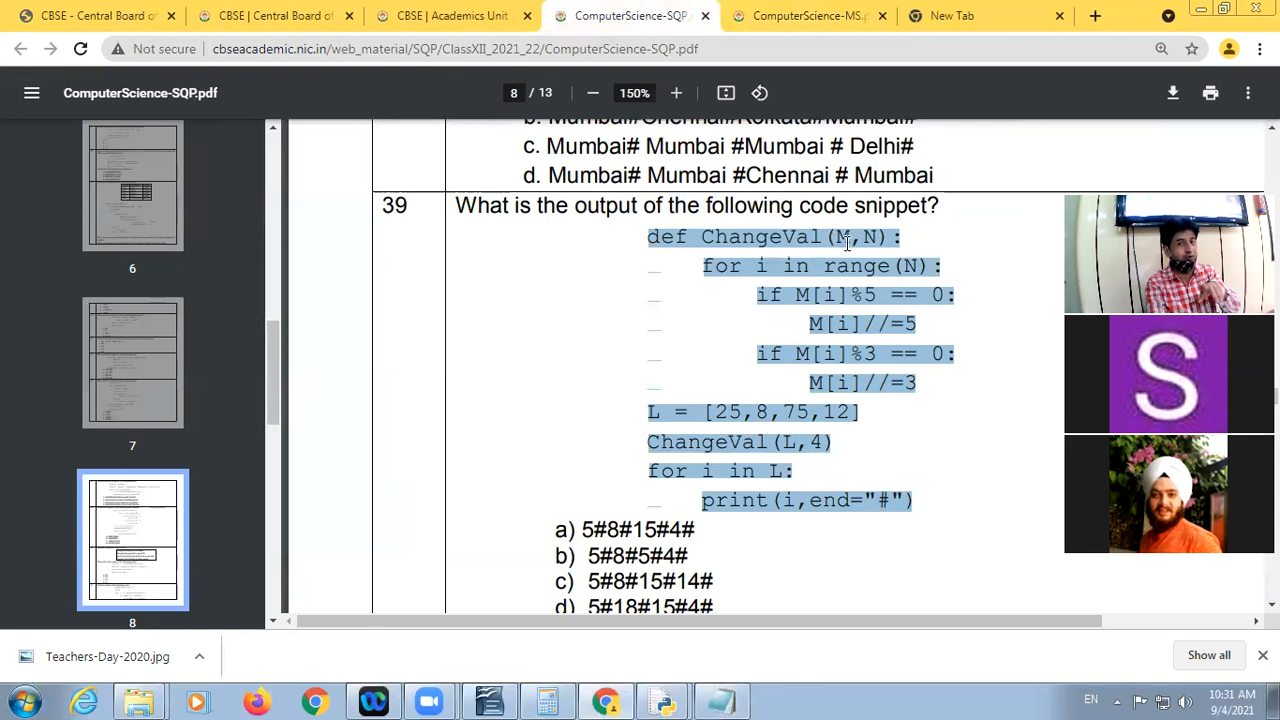 CBSE - Central Board of
CBSE | Central Board of
CBSE | Academics Unit -
ComputerScience-SQP.
ComputerScience-MS.p
New Tab
Not secure
cbseacademic.nic.in/web_material/SQP/ClassXII_2021_22/ComputerScience-SQP.pdf
ComputerScience-SQP.pdf
8 / 13
150%
b. Mumbai#Chennai#Kolkata#Mumbai#
c. Mumbai# Mumbai #Mumbai # Delhi#
d. Mumbai# Mumbai #Chennai # Mumbai
39
What is the output of the following code snippet?
def ChangeVal(M,N):
for i in range(N):
if M[i]%5 == 0:
M[i]//=5
if M[i]%3 == 0:
M[i]//=3
L = [25,8,75,12]
ChangeVal(L,4)
for i in L:
print(i,end="#")
a) 5#8#15#4#
b) 5#8#5#4#
c) 5#8#15#14#
d) 5#18#15#4#
6
7
8
S
Teachers-Day-2020.jpg
Show all
EN
10:31 AM
9/4/2021